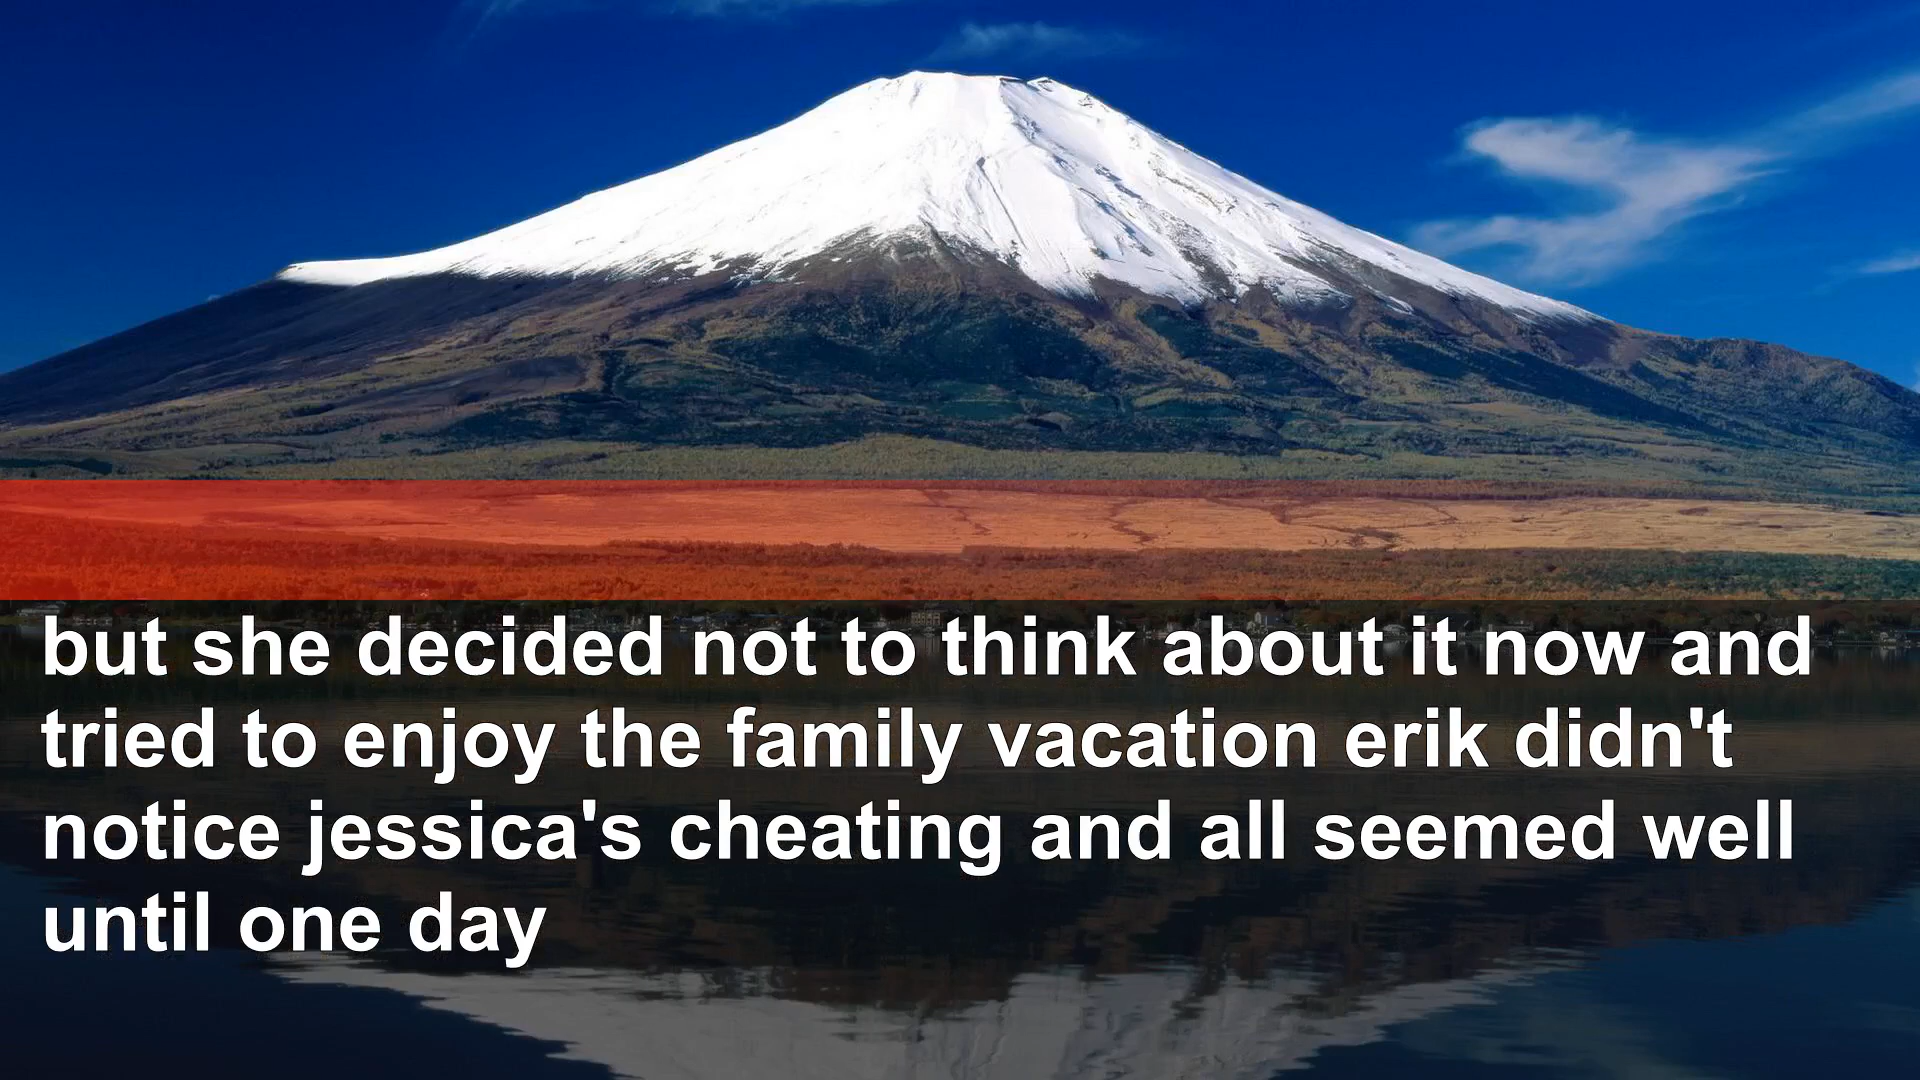 but she decided not to think about it now and
tried to enjoy the family vacation erik didn't
notice jessica's cheating and all seemed well
until one day